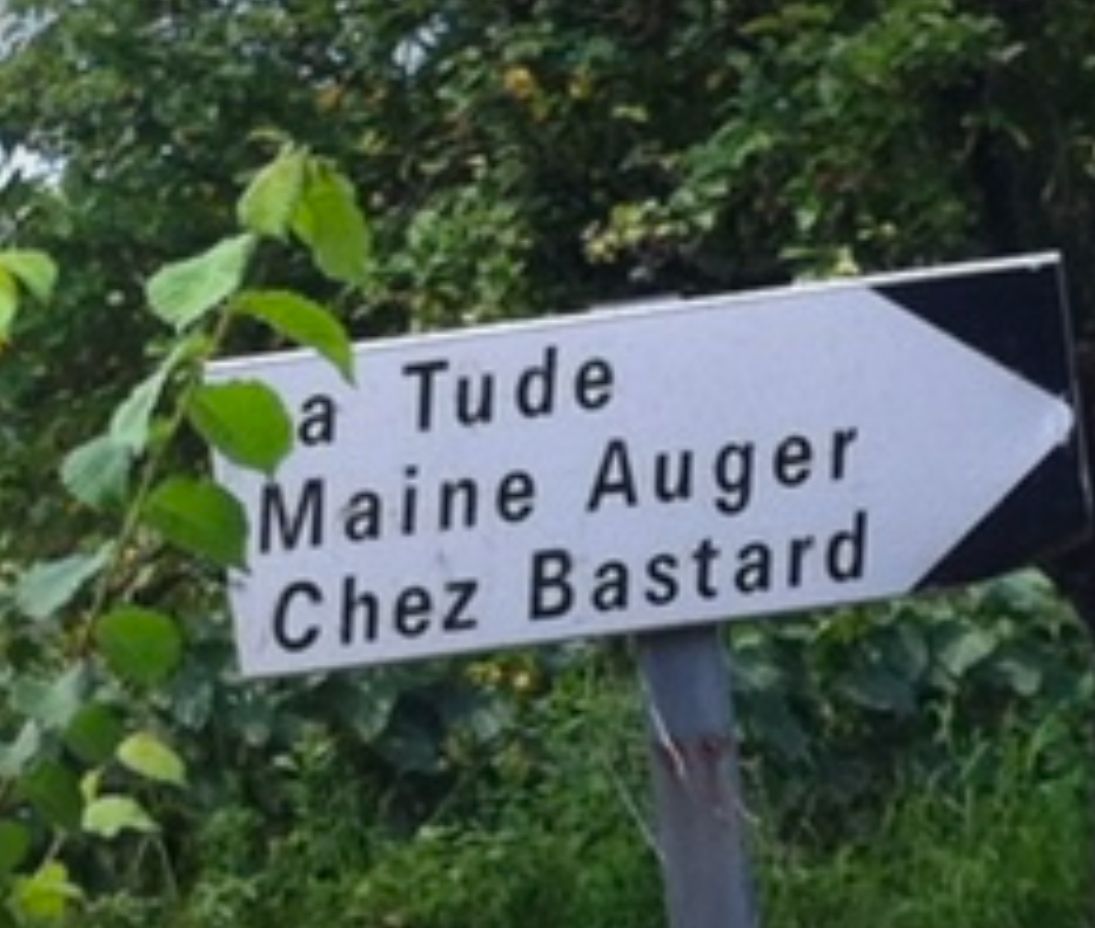 a Tude
Maine Auger
Chez Bastard